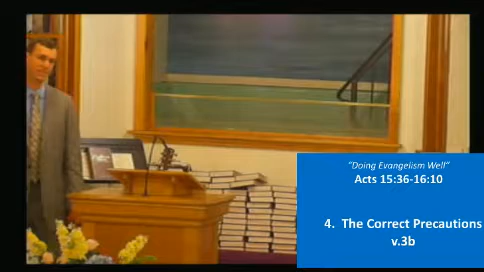 "Doing Evangelism Well"
Acts 15:36-16:10
4. The Correct Precautions
v.3b